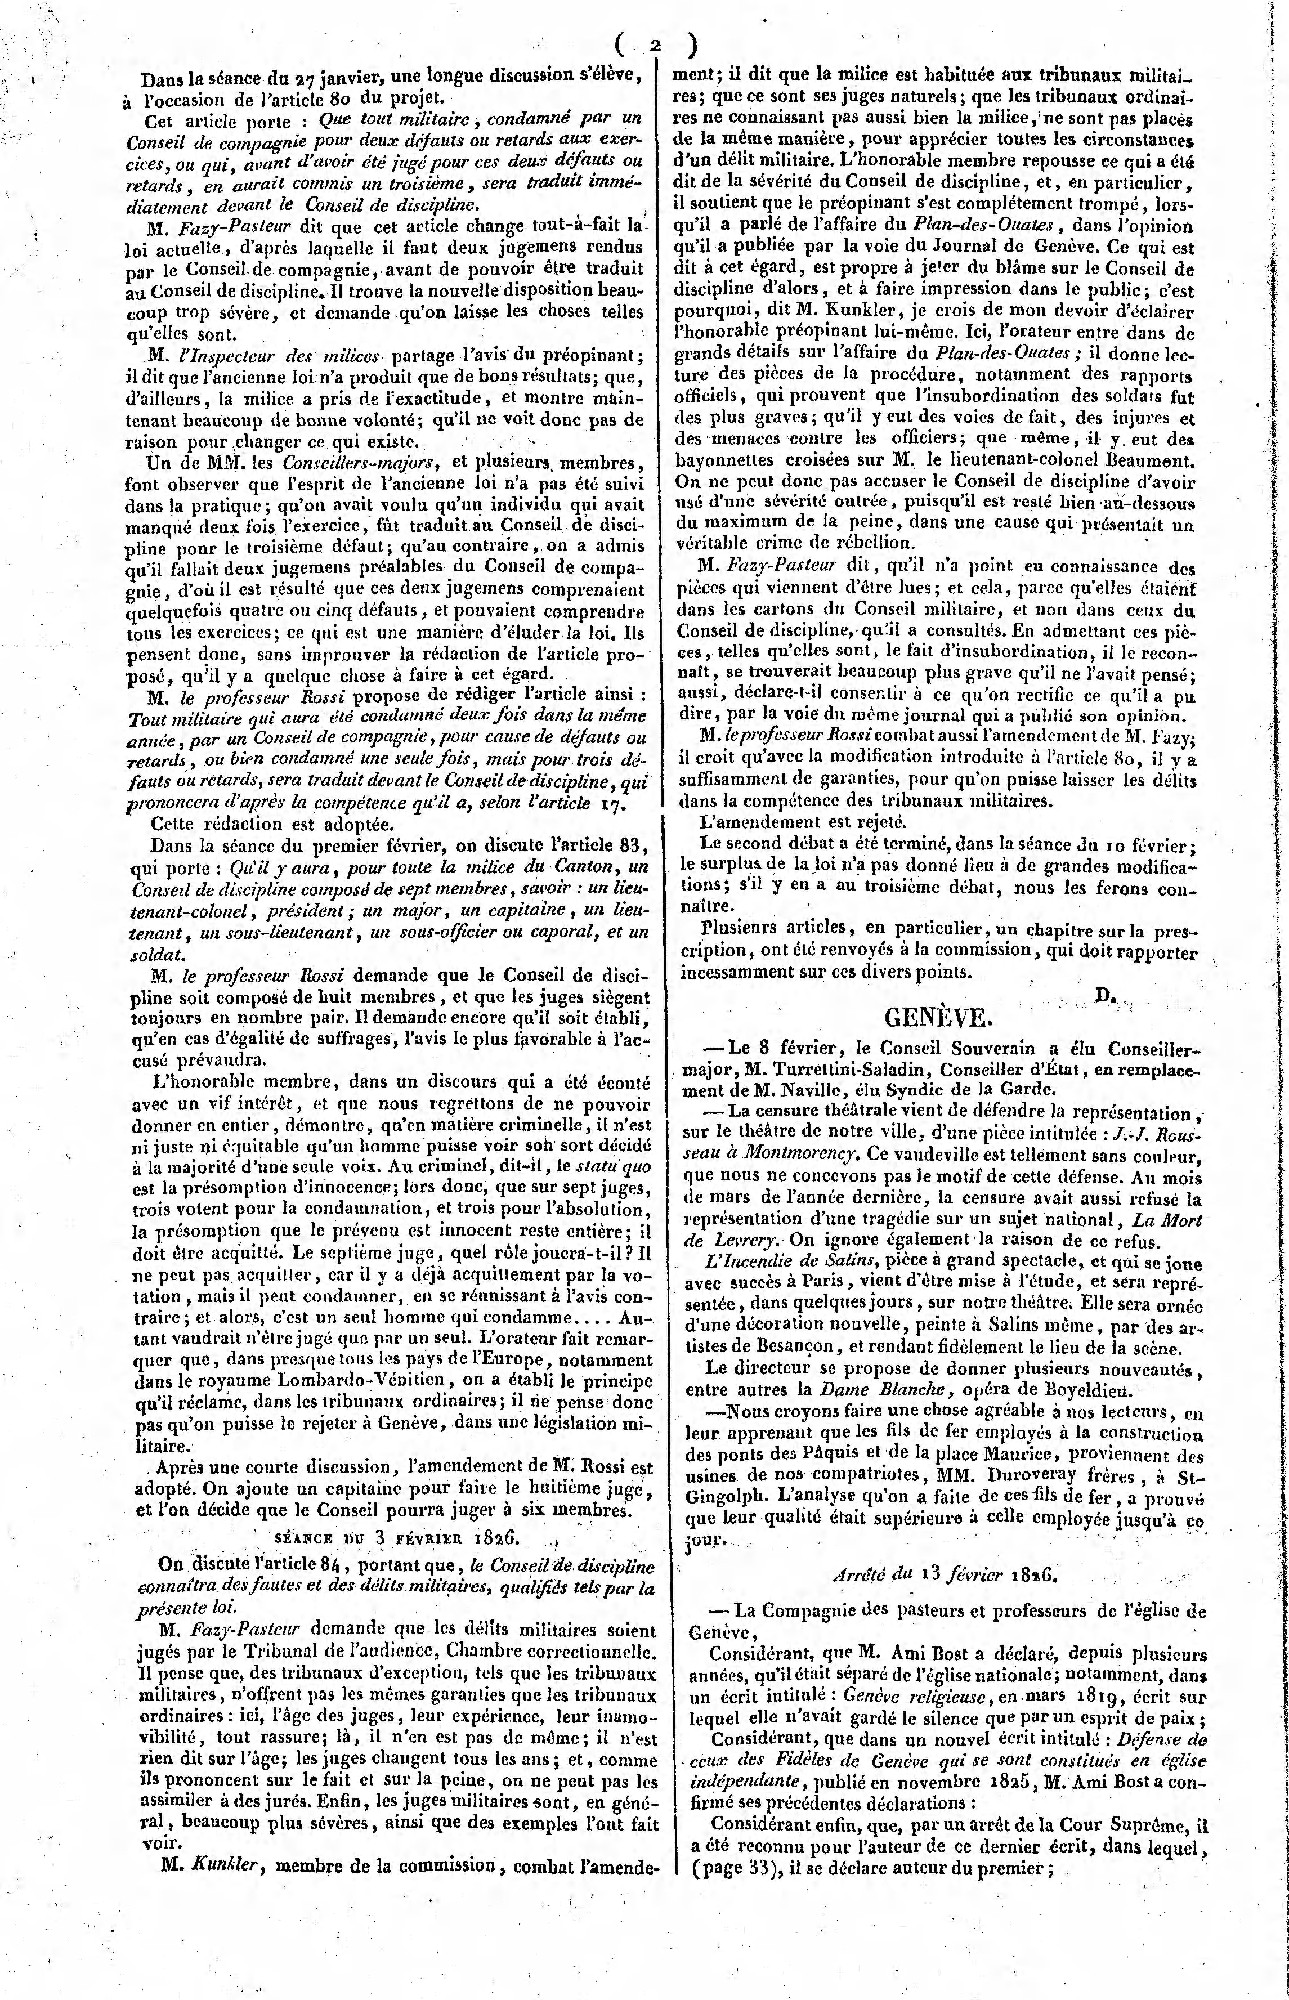 ( 2 )
Dans la séance du 27 janvier, une longue discussion s'élève,
à l'occasion de l'article 80 du projet.
Cet article porte : Que tout militaire, condamné par un
Conseil de compagnie pour deux défauts ou retards aux exer-
cices, ou qui, avant d'avoir été jugé pour ces deux défauts ou
retards, en aurait commis un troisième, sera traduit immé-
diatement devant le Conseil de discipline.
M. Fazy-Pasteur dit que cet article change tout-à-fait la
loi actuelle, d'après laquelle il faut deux jugemens rendus
par le Conseil de compagnie, avant de pouvoir être traduit
au Conseil de discipline. Il trouve la nouvelle disposition beau-
coup trop sévère, et demande qu'on laisse les choses telles
qu'elles sont.
M. l'Inspecteur des milices partage l'avis du préopinant;
il dit que l'ancienne loi n'a produit que de bons résultats; que,
d'ailleurs, la milice a pris de l'exactitude, et montre main-
tenant beaucoup de bonne volonté; qu'il ne voit donc pas de
raison pour changer ce qui existe.
Un de MM. les Conseillers-majors, et plusieurs membres,
font observer que l'esprit de l'ancienne loi n'a pas été suivi
dans la pratique; qu'on avait voulu qu'un individu qui avait
manqué deux fois l'exercice, fût traduit au Conseil de disci-
pline pour le troisième défaut; qu'au contraire, on a admis
qu'il fallait deux jugemens préalables du Conseil de compa-
gnie, d'où il est résulté que ces deux jugemens comprenaient
quelquefois quatre ou cinq défauts, et pouvaient comprendre
tous les exercices; ce qui est une manière d'éluder la loi. Ils
pensent donc, sans improuver la rédaction de l'article pro-
posé, qu'il y a quelque chose à faire à cet égard.
M. le professeur Rossi propose de rédiger l'article ainsi :
Tout militaire qui aura été condamné deux fois dans la même
année, par un Conseil de compagnie, pour cause de défauts ou
retards, ou bien condamné une seule fois, mais pour trois dé-
fauts ou retards, sera traduit devant le Conseil de discipline, qui
prononcera d'après la compétence qu'il a, selon l'article 17.
Cette rédaction est adoptée.
Dans la séance du premier février, on discute l'article 83,
qui porte : Qu'il y aura, pour toute la milice du Canton, un
Conseil de discipline composé de sept membres, savoir : un lieu-
tenant-colonel, président; un major, un capitaine, un lieu-
tenant, un sous-lieutenant, un sous-officier ou caporal, et un
soldat.
M. le professeur Rossi demande que le Conseil de disci-
pline soit composé de huit membres, et que les juges siègent
toujours en nombre pair. Il demande encore qu'il soit établi,
qu'en cas d'égalité de suffrages, l'avis le plus favorable à l'ac-
cusé prévaudra.
L'honorable membre, dans un discours qui a été écouté
avec un vif intérêt, et que nous regrettons de ne pouvoir
donner en entier, démontre, qu'en matière criminelle, il n'est
ni juste ni équitable qu'un homme puisse voir son sort décidé
à la majorité d'une seule voix. Au criminel, dit-il, le statu quo
est la présomption d'innocence; lors donc, que sur sept juges,
trois votent pour la condamnation, et trois pour l'absolution,
la présomption que le prévenu est innocent reste entière; il
doit être acquitté. Le septième juge, quel rôle jouera-t-il? Il
ne peut pas acquitter, car il y a déjà acquittement par la vo-
tation, mais il peut condamner, en se réunissant à l'avis con-
traire; et alors, c'est un seul homme qui condamme.... Au-
tant vaudrait n'être jugé que par un seul. L'orateur fait remar-
quer que, dans presque tous les pays de l'Europe, notamment
dans le royaume Lombardo-Vénitien, on a établi le principe
qu'il réclame, dans les tribunaux ordinaires; il ne pense donc
pas qu'on puisse le rejeter à Genève, dans une législation mi-
litaire.
Après une courte discussion, l'amendement de M. Rossi est
adopté. On ajoute un capitaine pour faire le huitième juge,
et l'on décide que le Conseil pourra juger à six membres.
SÉANCE DU 3 FÉVRIER 1826.
On discute l'article 84, portant que, le Conseil de discipline
connaîtra des fautes et des délits militaires, qualifiés tels par la
présente loi.
M. Fazy-Pasteur demande que les délits militaires soient
jugés par le Tribunal de l'audience, Chambre correctionnelle.
Il pense que, des tribunaux d'exception, tels que les tribunaux
militaires, n'offrent pas les mêmes garanties que les tribunaux
ordinaires : ici, l'âge des juges, leur expérience, leur inamo-
vibilité, tout rassure; là, il n'en est pas de même; il n'est
rien dit sur l'âge; les juges changent tous les ans; et, comme
ils prononcent sur le fait et sur la peine, on ne peut pas les
assimiler à des jurés. Enfin, les juges militaires sont, en géné-
ral, beaucoup plus sévères, ainsi que des exemples l'ont fait
voir.
M. Kunkler, membre de la commission, combat l'amende-
ment; il dit que la milice est habituée aux tribunaux militai-
res; que ce sont ses juges naturels; que les tribunaux ordinai-
res ne connaissant pas aussi bien la milice, ne sont pas placés
de la même manière, pour apprécier toutes les circonstances
d'un délit militaire. L'honorable membre repousse ce qui a été
dit de la sévérité du Conseil de discipline, et, en particulier,
il soutient que le préopinant s'est complétement trompé, lors-
qu'il a parlé de l'affaire du Plan-des-Ouates, dans l'opinion
qu'il a publiée par la voie du Journal de Genève. Ce qui est
dit à cet égard, est propre à jeter du blâme sur le Conseil de
discipline d'alors, et à faire impression dans le public; c'est
pourquoi, dit M. Kunkler, je crois de mon devoir d'éclairer
l'honorable préopinant lui-même. Ici, l'orateur entre dans de
grands détails sur l'affaire du Plan-des-Ouates; il donne lec-
ture des pièces de la procédure, notamment des rapports
officiels, qui prouvent que l'insubordination des soldats fut
des plus graves; qu'il y eut des voies de fait, des injures et
des menaces contre les officiers; que même, il y eut des
bayonnettes croisées sur M. le lieutenant-colonel Beaumont.
On ne peut donc pas accuser le Conseil de discipline d'avoir
usé d'une sévérité outrée, puisqu'il est resté bien au-dessous
du maximum de la peine, dans une cause qui présentait un
véritable crime de rébellion.
M. Fazy-Pasteur dit, qu'il n'a point eu connaissance des
pièces qui viennent d'être lues; et cela, parce qu'elles étaient
dans les cartons du Conseil militaire, et non dans ceux du
Conseil de discipline, qu'il a consultés. En admettant ces piè-
ces, telles qu'elles sont, le fait d'insubordination, il le recon-
naît, se trouverait beaucoup plus grave qu'il ne l'avait pensé;
aussi, déclare-t-il consentir à ce qu'on rectifie ce qu'il a pu
dire, par la voie du même journal qui a publié son opinion.
M. le professeur Rossi combat aussi l'amendement de M. Fazy;
il croit qu'avec la modification introduite à l'article 80, il y a
suffisamment de garanties, pour qu'on puisse laisser les délits
dans la compétence des tribunaux militaires.
L'amendement est rejeté.
Le second débat a été terminé, dans la séance du 10 février;
le surplus de la loi n'a pas donné lieu à de grandes modifica-
tions; s'il y en a au troisième débat, nous les ferons con-
naître.
Plusieurs articles, en particulier, un chapitre sur la pres-
cription, ont été renvoyés à la commission, qui doit rapporter
incessamment sur ces divers points.
D.
GENÈVE.
— Le 8 février, le Conseil Souverain a élu Conseiller-
major, M. Turrettini-Saladin, Conseiller d'État, en remplace-
ment de M. Naville, élu Syndic de la Garde.
— La censure théâtrale vient de défendre la représentation,
sur le théâtre de notre ville, d'une pièce intitulée : J.-J. Rous-
seau à Montmorency. Ce vaudeville est tellement sans couleur,
que nous ne concevons pas le motif de cette défense. Au mois
de mars de l'année dernière, la censure avait aussi refusé la
représentation d'une tragédie sur un sujet national, La Mort
de Levrery. On ignore également la raison de ce refus.
L'Incendie de Salins, pièce à grand spectacle, et qui se joue
avec succès à Paris, vient d'être mise à l'étude, et sera repré-
sentée, dans quelques jours, sur notre théâtre. Elle sera ornée
d'une décoration nouvelle, peinte à Salins même, par des ar-
tistes de Besançon, et rendant fidèlement le lieu de la scène.
Le directeur se propose de donner plusieurs nouveautés,
entre autres la Dame Blanche, opéra de Boyeldieu.
— Nous croyons faire une chose agréable à nos lecteurs, en
leur apprenant que les fils de fer employés à la construction
des ponts des Pâquis et de la place Maurice, proviennent des
usines de nos compatriotes, MM. Duroveray frères, à St-
Gingolph. L'analyse qu'on a faite de ces fils de fer, a prouvé
que leur qualité était supérieure à celle employée jusqu'à ce
jour.
Arrêté du 13 février 1826.
— La Compagnie des pasteurs et professeurs de l'église de
Genève,
Considérant, que M. Ami Bost a déclaré, depuis plusieurs
années, qu'il était séparé de l'église nationale; notamment, dans
un écrit intitulé : Genève religieuse, en mars 1819, écrit sur
lequel elle n'avait gardé le silence que par un esprit de paix;
Considérant, que dans un nouvel écrit intitulé : Défense de
ceux des Fidèles de Genève qui se sont constitués en église
indépendante, publié en novembre 1825, M. Ami Bost a con-
firmé ses précédentes déclarations :
Considérant enfin, que, par un arrêt de la Cour Suprême, il
a été reconnu pour l'auteur de ce dernier écrit, dans lequel,
(page 33), il se déclare auteur du premier;